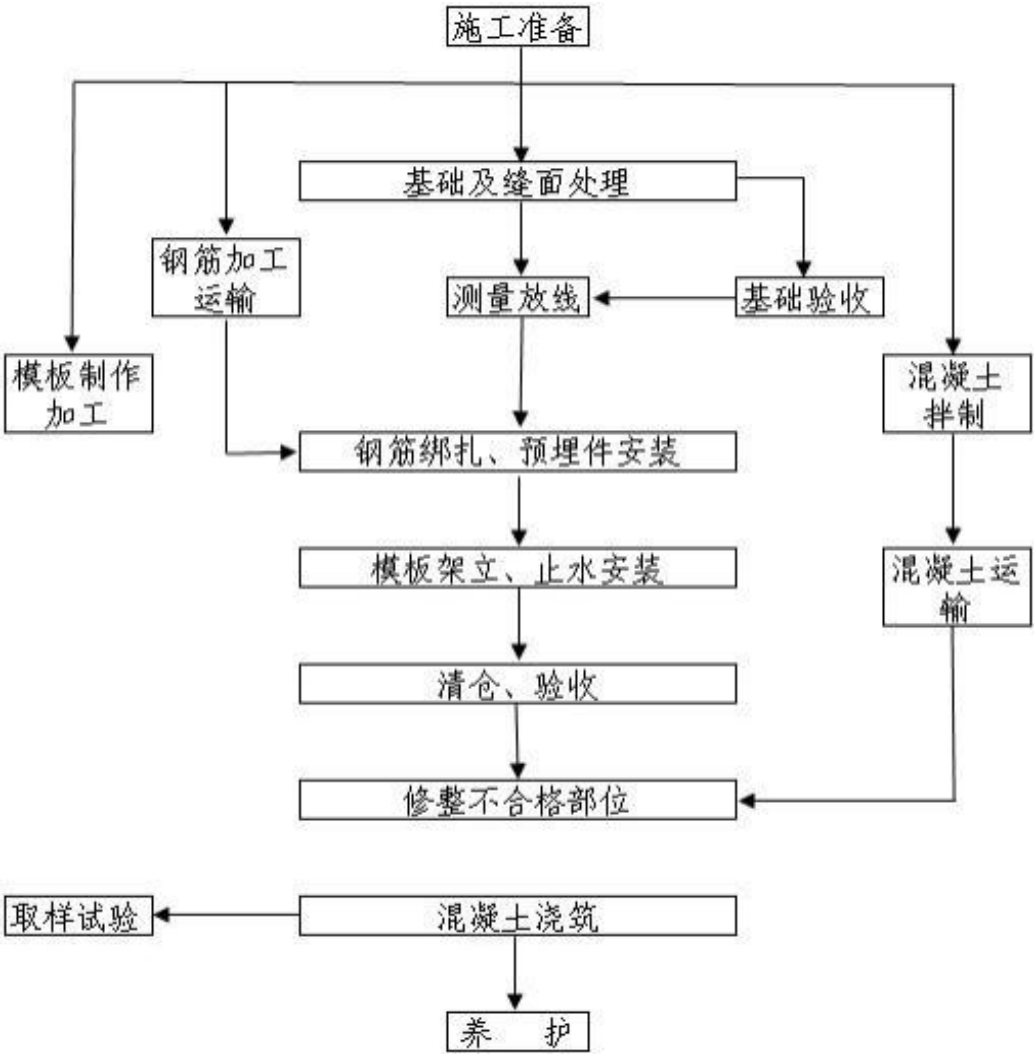 施工准备
基础及缝面处理
钢筋加工
运输
测量放线
基础验收
模板制作
加工
混凝土
拌制
钢筋绑扎、预埋件安装
模板架立、止水安装
混凝土运
输
清仓、验收
修整不合格部位
取样试验
混凝土浇筑
养 护